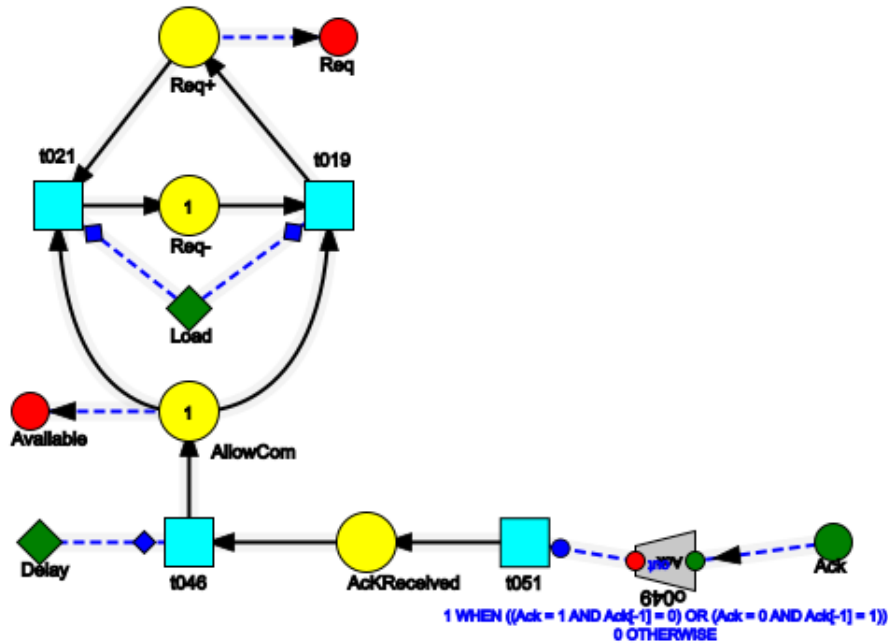 Req+
Req
t021
t019
1
Req-
Load
1
Available
AllowCom
Delay
t046
AcKReceived
t051
o049
Ack
1 WHEN ((Ack = 1 AND Ack[-1] = 0) OR (Ack = 0 AND Ack[-1] = 1))
0 OTHERWISE